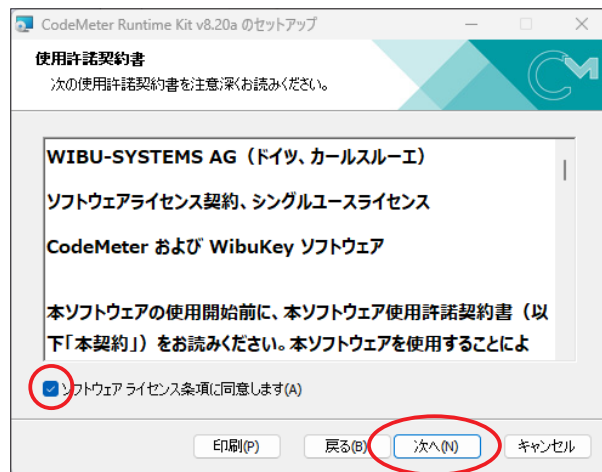 CodeMeter Runtime Kit v8.20a のセットアップ
使用許諾契約書
次の使用許諾契約書を注意深くお読みください。
CM
WIBU-SYSTEMS AG（ドイツ、カールスルーエ）
ソフトウェアライセンス契約、シングルユースライセンス
CodeMeter および WibuKey ソフトウェア
本ソフトウェアの使用開始前に、本ソフトウェア使用許諾契約書（以
下「本契約」）をお読みください。本ソフトウェアを使用することによ
ソフトウェア ライセンス条項に同意します(A)
印刷(P) 戻る(B) 次へ(N) キャンセル